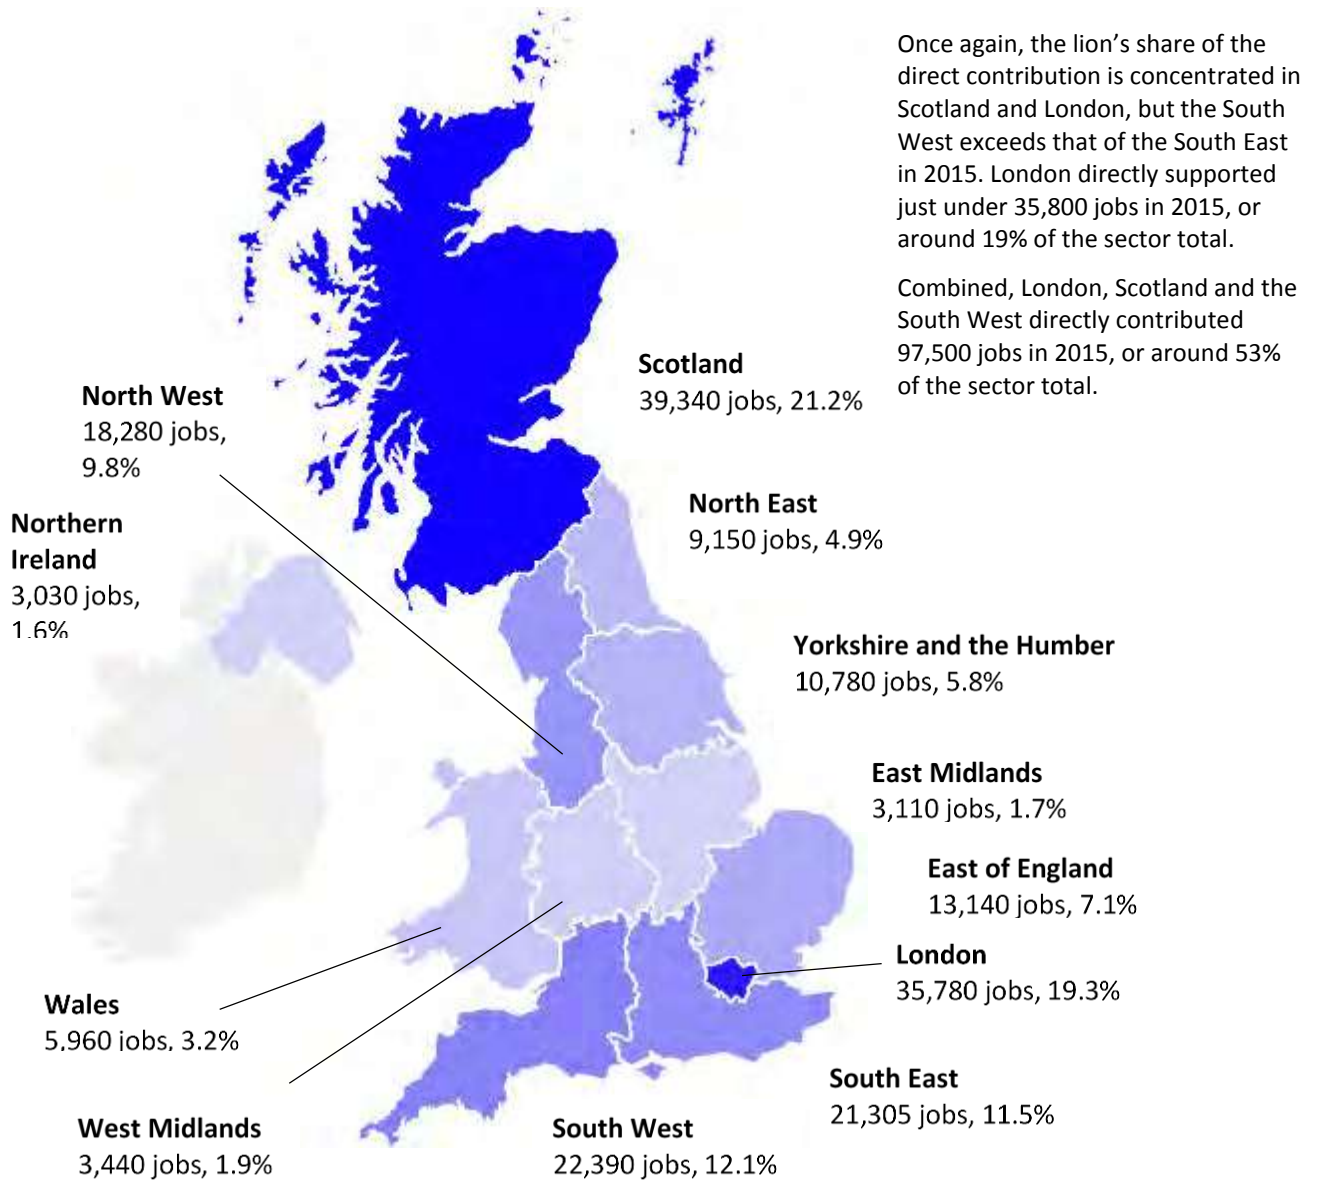 Once again, the lion’s share of the
direct contribution is concentrated in
Scotland and London, but the South
West exceeds that of the South East
in 2015. London directly supported
just under 35,800 jobs in 2015, or
around 19% of the sector total.
Combined, London, Scotland and the
South West directly contributed
97,500 jobs in 2015, or around 53%
of the sector total.
Scotland
39,340 jobs, 21.2%
North West
18,280 jobs,
9.8%
North East
9,150 jobs, 4.9%
Northern
Ireland
3,030 jobs,
1.6%
Yorkshire and the Humber
10,780 jobs, 5.8%
East Midlands
3,110 jobs, 1.7%
East of England
13,140 jobs, 7.1%
London
35,780 jobs, 19.3%
Wales
5,960 jobs, 3.2%
South East
21,305 jobs, 11.5%
West Midlands
3,440 jobs, 1.9%
South West
22,390 jobs, 12.1%